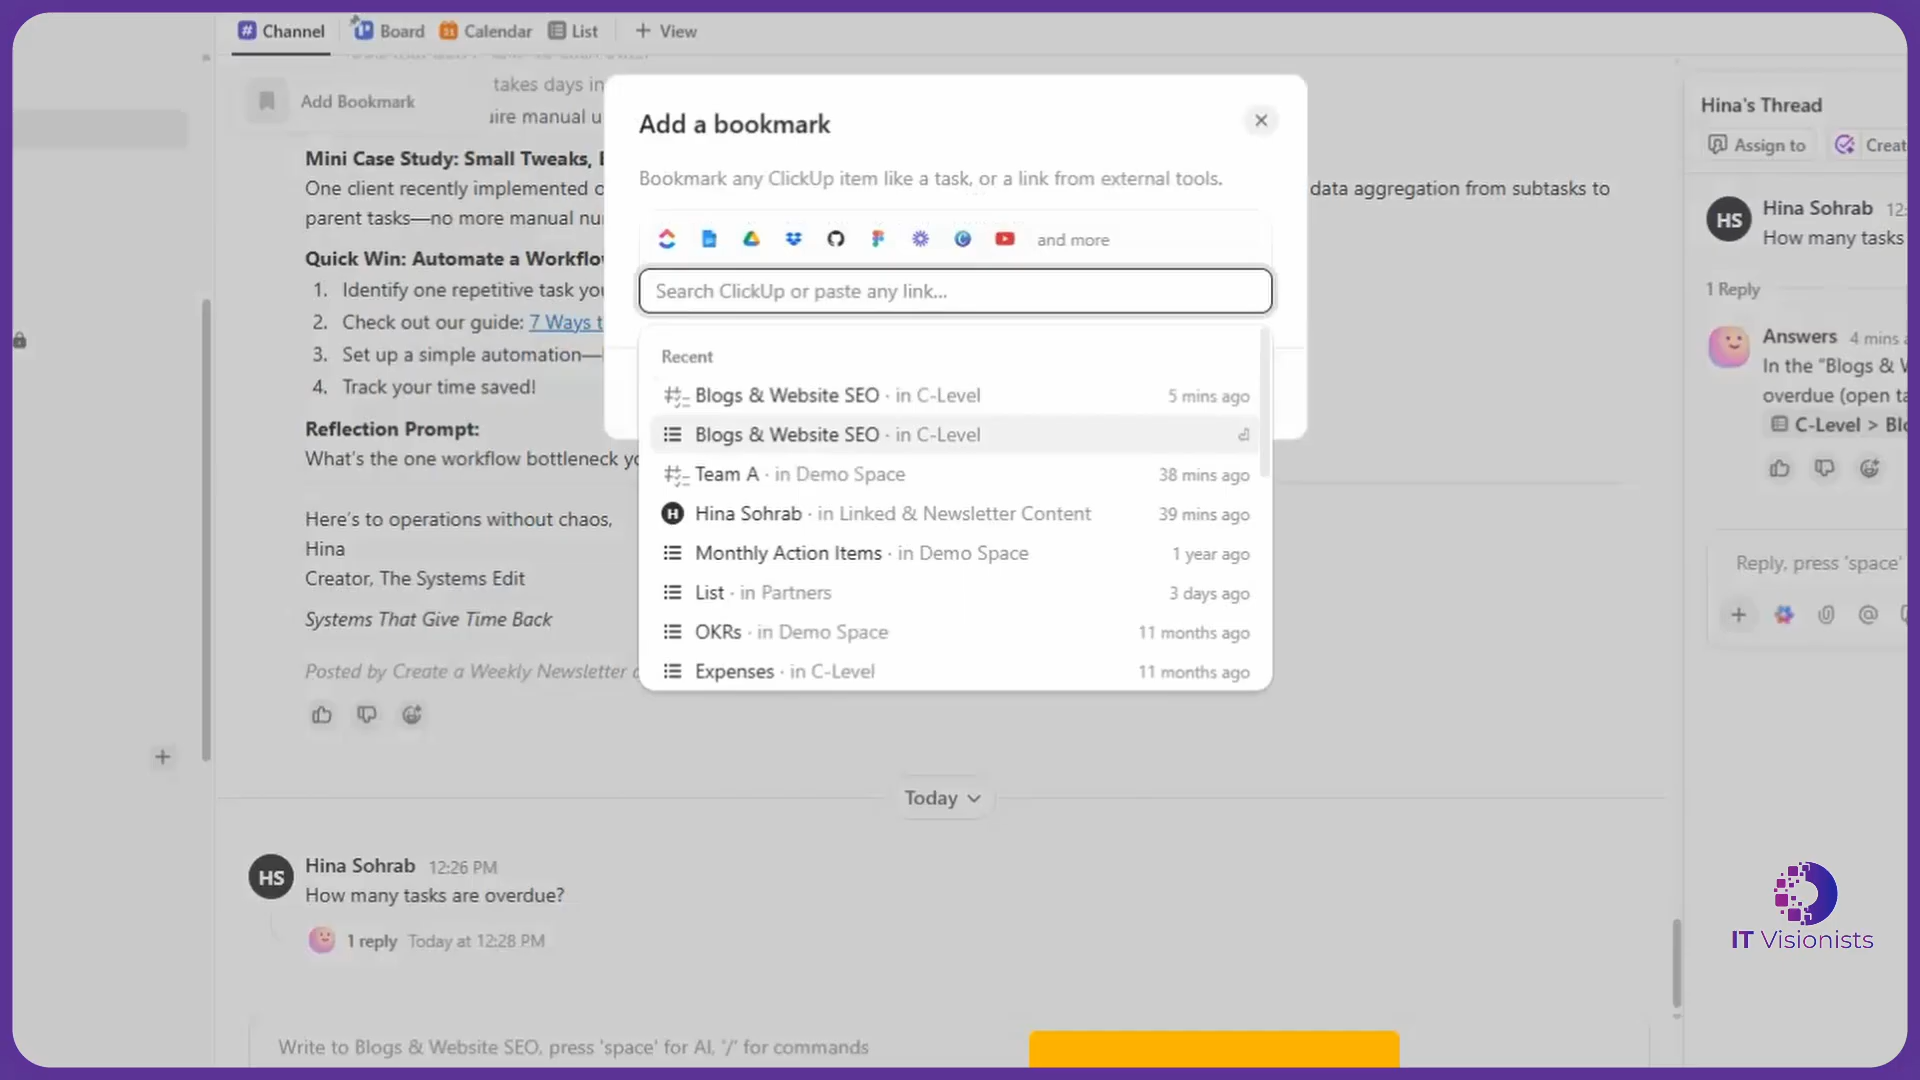 Channel
Board
Calendar
List
View
Add Bookmark
takes days in
uire manual u
Mini Case Study: Small Tweaks,
One client recently implemented
data aggregation from subtasks to
parent tasks—no more manual
Quick Win: Automate a
1. Identify one repetitive task
2. Check out our guide: 7 Ways
3. Set up a simple automation—
4. Track your time saved!
Reflection Prompt:
What's the one workflow bottleneck
Here's to operations without chaos,
Hina
Creator, The Systems Edit
Systems That Give Time Back
Posted by Create a Weekly Newsletter
Add a bookmark
Bookmark any ClickUp item like a task, or a link from external tools.
and more
Search ClickUp or paste any link...
Recent
Blogs & Website SEO · in C-Level 5 mins ago
Blogs & Website SEO · in C-Level
Team A · in Demo Space 38 mins ago
Hina Sohrab · in Linked & Newsletter Content 39 mins ago
Monthly Action Items · in Demo Space 1 year ago
List · in Partners 3 days ago
OKRs · in Demo Space 11 months ago
Expenses · in C-Level 11 months ago
Today
HS
Hina Sohrab 12:26 PM
How many tasks are overdue?
1 reply Today at 12:28 PM
Write to Blogs & Website SEO, press 'space' for AI, '/' for commands
Hina's Thread
Assign to
Creat
HS
Hina Sohrab 12:
How many tasks
1 Reply
Answers 4 mins
In the "Blogs &
overdue (open
C-Level >
Reply, press 'space'
IT Visionists